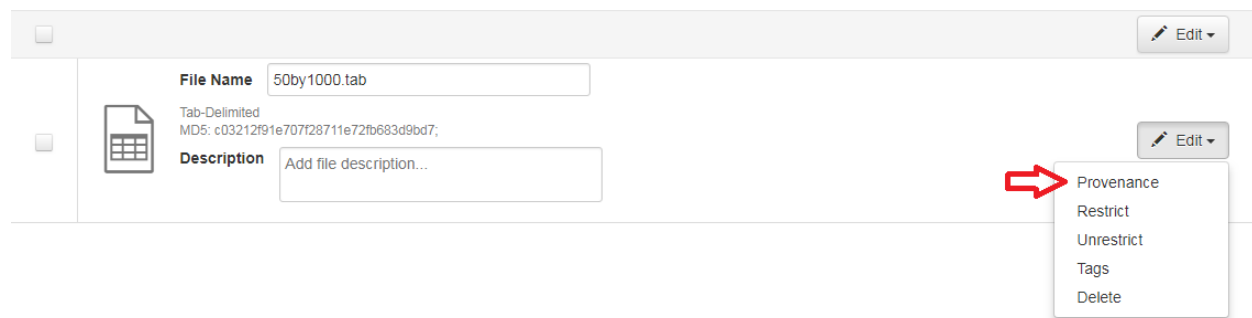 Edit
File Name 50by1000.tab
Tab-Delimited
MD5: c03212f91e707f28711e72fb683d9bd7;
Edit
Description Add file description...
Provenance
Restrict
Unrestrict
Tags
Delete